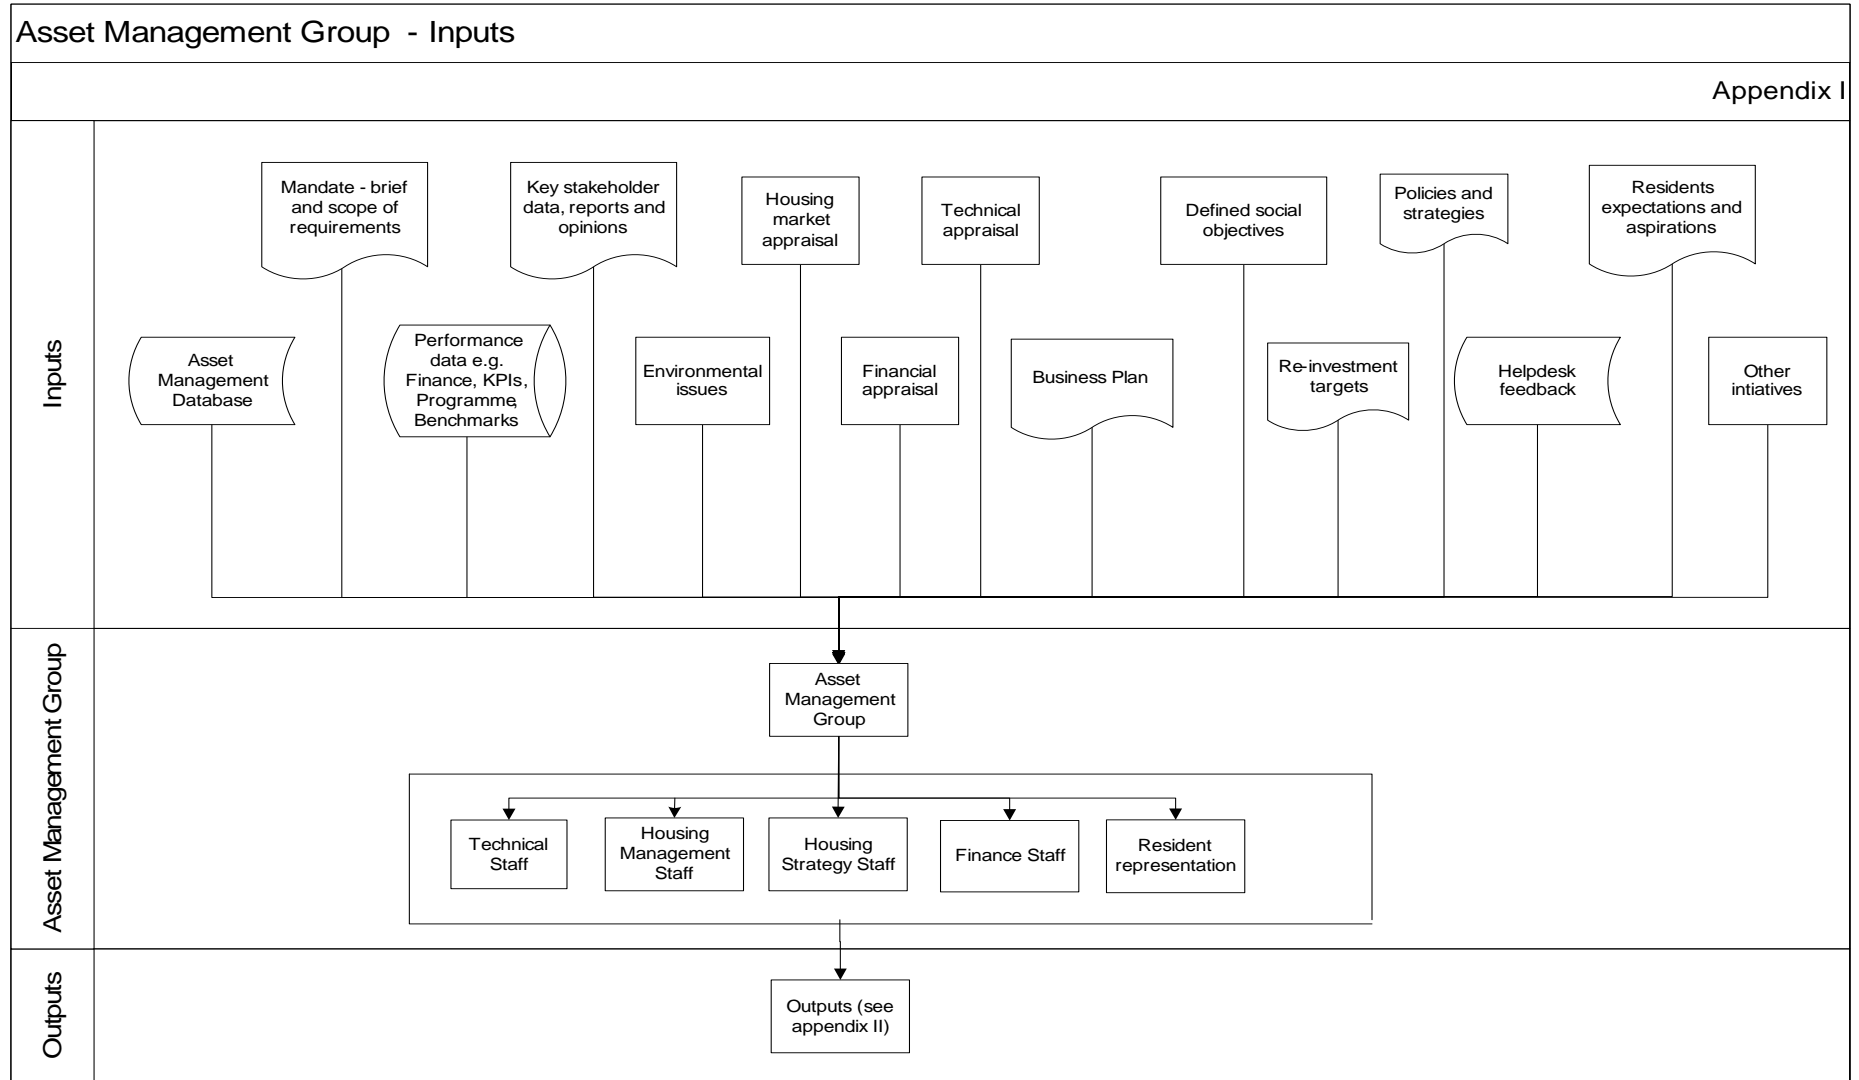 Asset Management Group - Inputs
Appendix I
Inputs
Mandate - brief
and scope of
requirements
Key stakeholder
data, reports and
opinions
Housing
market
appraisal
Technical
appraisal
Defined social
objectives
Policies and
strategies
Residents
expectations and
aspirations
Asset
Management
Database
Performance
data e.g.
Finance, KPIs,
Programme,
Benchmarks
Environmental
issues
Financial
appraisal
Business Plan
Re-investment
targets
Helpdesk
feedback
Other
intiatives
Asset Management Group
Asset
Management
Group
Technical
Staff
Housing
Management
Staff
Housing
Strategy Staff
Finance Staff
Resident
representation
Outputs
Outputs (see
appendix II)